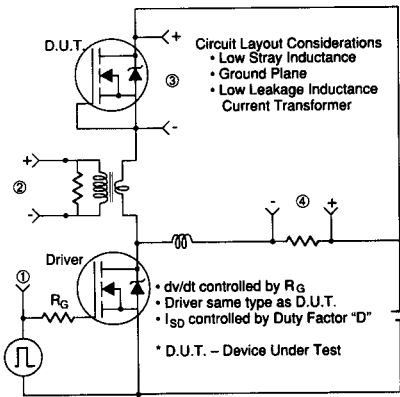 D.U.T.
+
③
-
Circuit Layout Considerations
• Low Stray Inductance
• Ground Plane
• Low Leakage Inductance
Current Transformer
+
②
-
-
④
+
Driver
①
RG
• dv/dt controlled by RG
• Driver same type as D.U.T.
• ISD controlled by Duty Factor "D"
* D.U.T. – Device Under Test